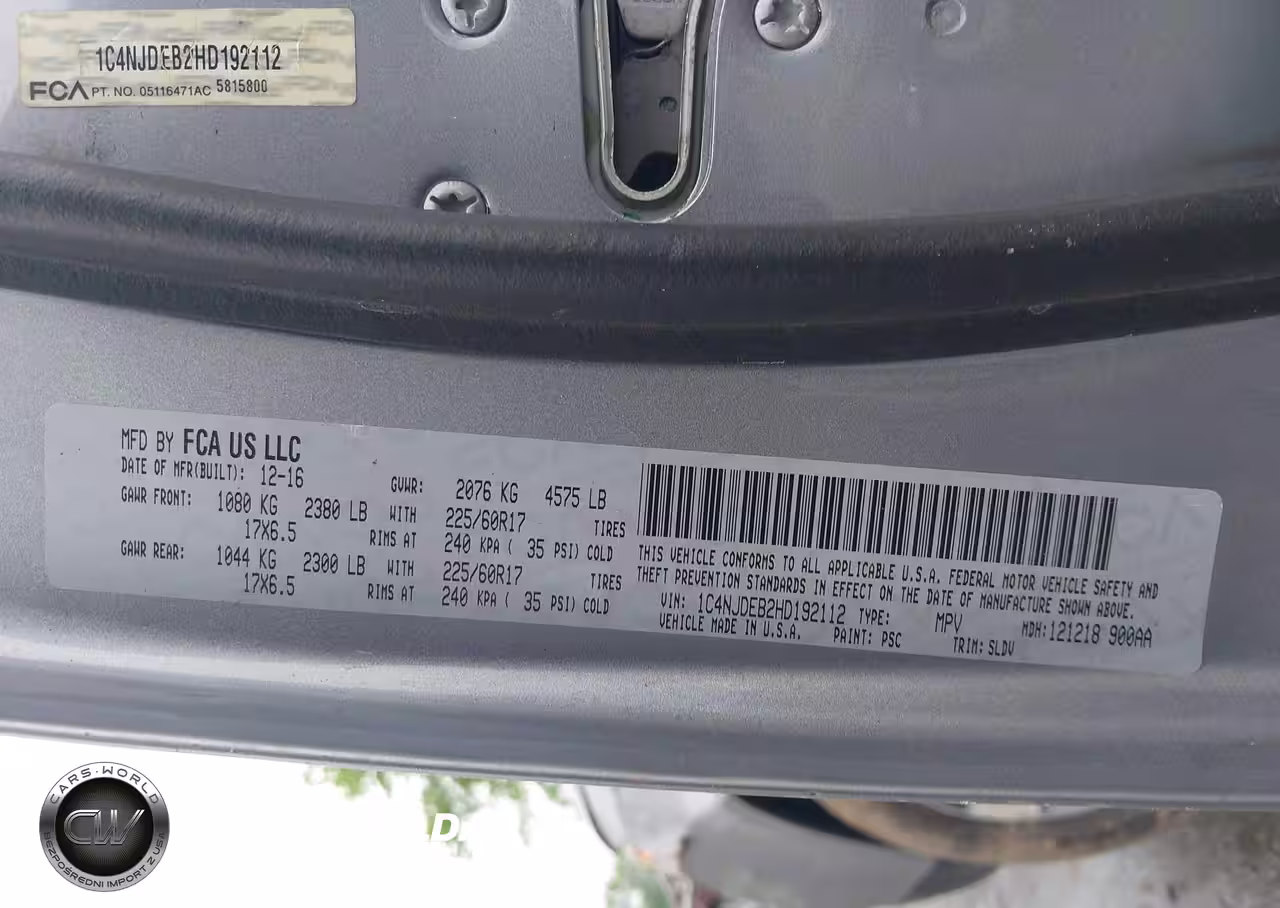 1C4NJDEB2HD192112
FCA PT. NO. 05116471AC 5815800
MFD BY FCA US LLC
DATE OF MFR(BUILT): 12-16
GVWR: 2076 KG 4575 LB
GAWR FRONT: 1080 KG 2380 LB WITH 225/60R17 TIRES
17X6.5 RIMS AT 240 KPA ( 35 PSI) COLD
GAWR REAR: 1044 KG 2300 LB WITH 225/60R17 TIRES
17X6.5 RIMS AT 240 KPA ( 35 PSI) COLD
THIS VEHICLE CONFORMS TO ALL APPLICABLE U.S.A. FEDERAL MOTOR VEHICLE SAFETY AND
THEFT PREVENTION STANDARDS IN EFFECT ON THE DATE OF MANUFACTURE SHOWN ABOVE.
VIN: 1C4NJDEB2HD192112 TYPE: MPV MDH:121218 900AA
VEHICLE MADE IN U.S.A. PAINT: PSC TRIM: SLDV
CARS·WORLD
CW
BEZPOŚREDNI IMPORT Z USA
D